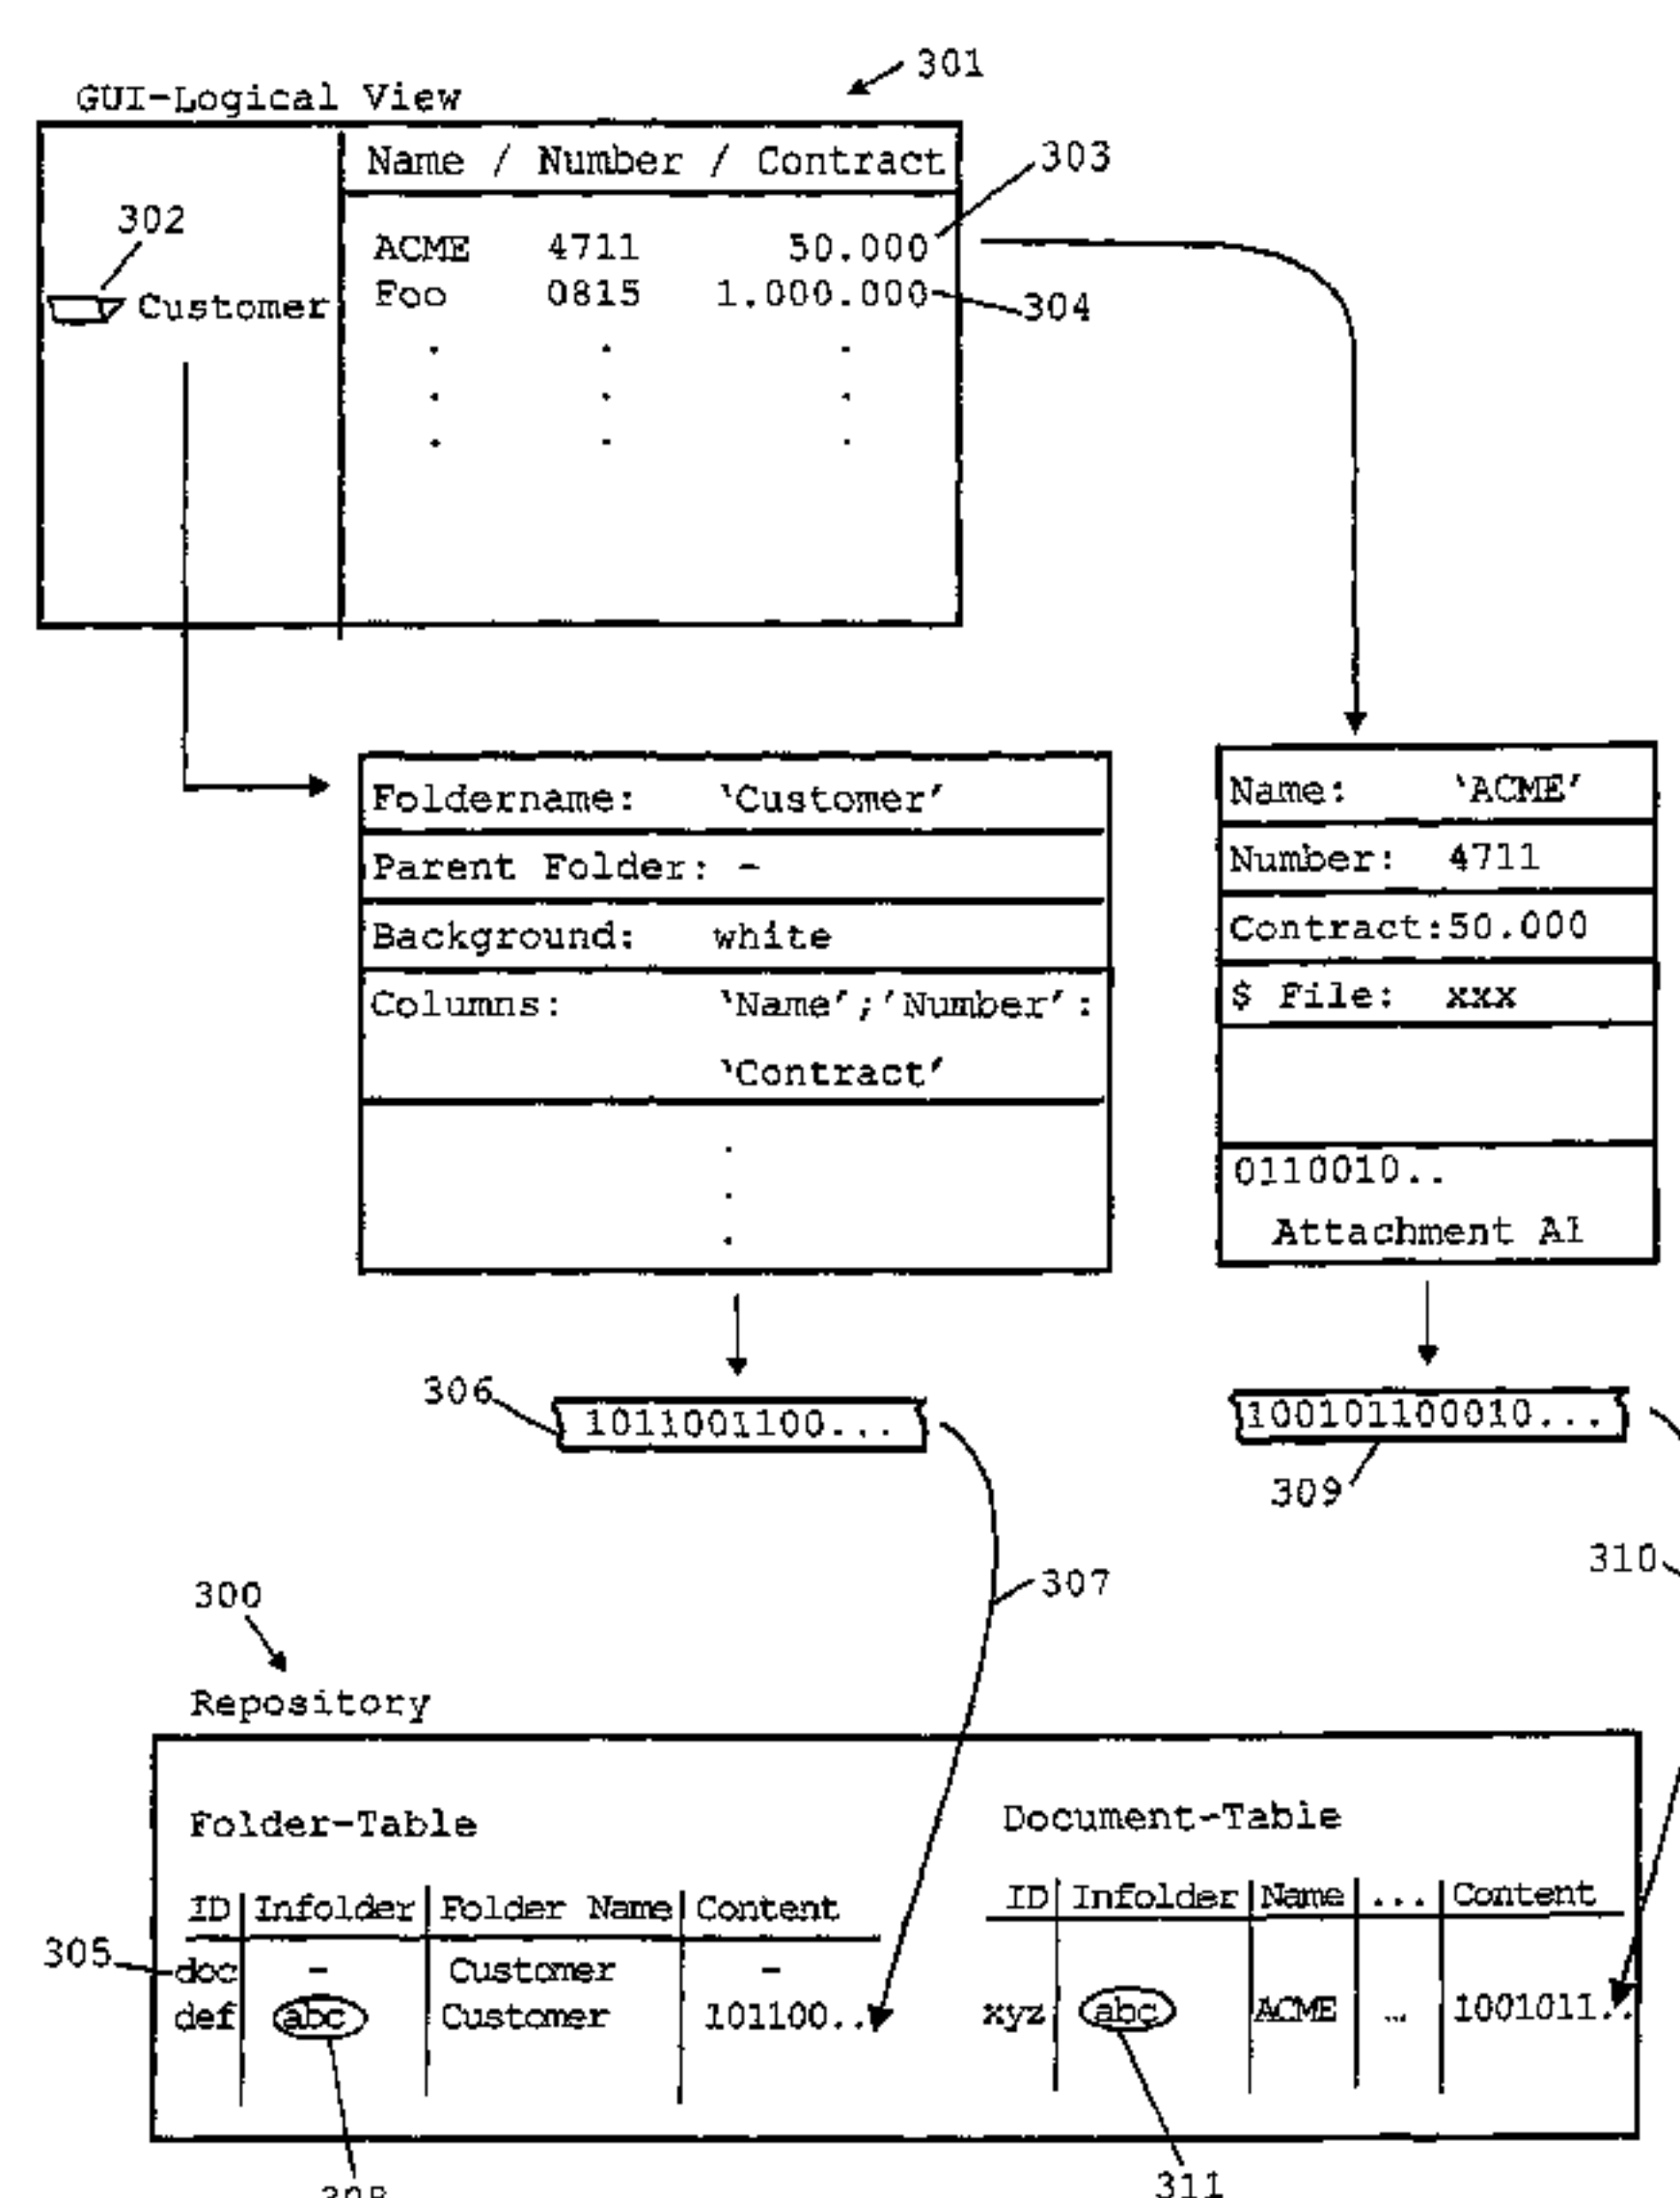 301
GUI-Logical View
Name / Number / Contract
303
302
ACME 4711 50.000
Customer
Foo 0815 1.000.000
304
. . .
. . .
. . .
Foldername: 'Customer'
Parent Folder: -
Background: white
Columns: 'Name';'Number':
'Contract'
.
.
.
Name: 'ACME'
Number: 4711
Contract:50.000
$ File: xxx
0110010..
Attachment A1
306
1011001100...
100101100010...
309
310
307
300
Repository
Folder-Table
Document-Table
ID Infolder Folder Name Content
ID Infolder Name ... Content
305
doc - Customer -
def abc Customer 101100..
xyz abc ACME ... 1001011..
308
311